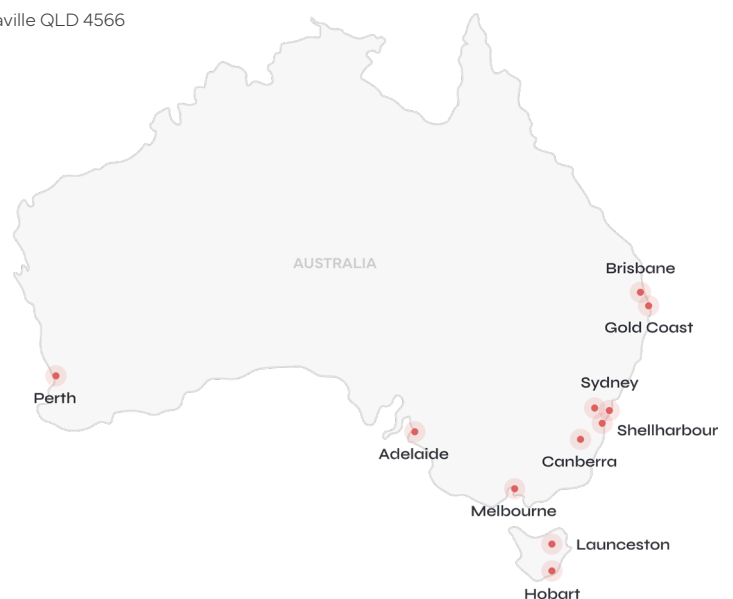 aville QLD 4566
AUSTRALIA
Brisbane
Gold Coast
Sydney
Shellharbour
Perth
Adelaide
Canberra
Melbourne
Launceston
Hobart